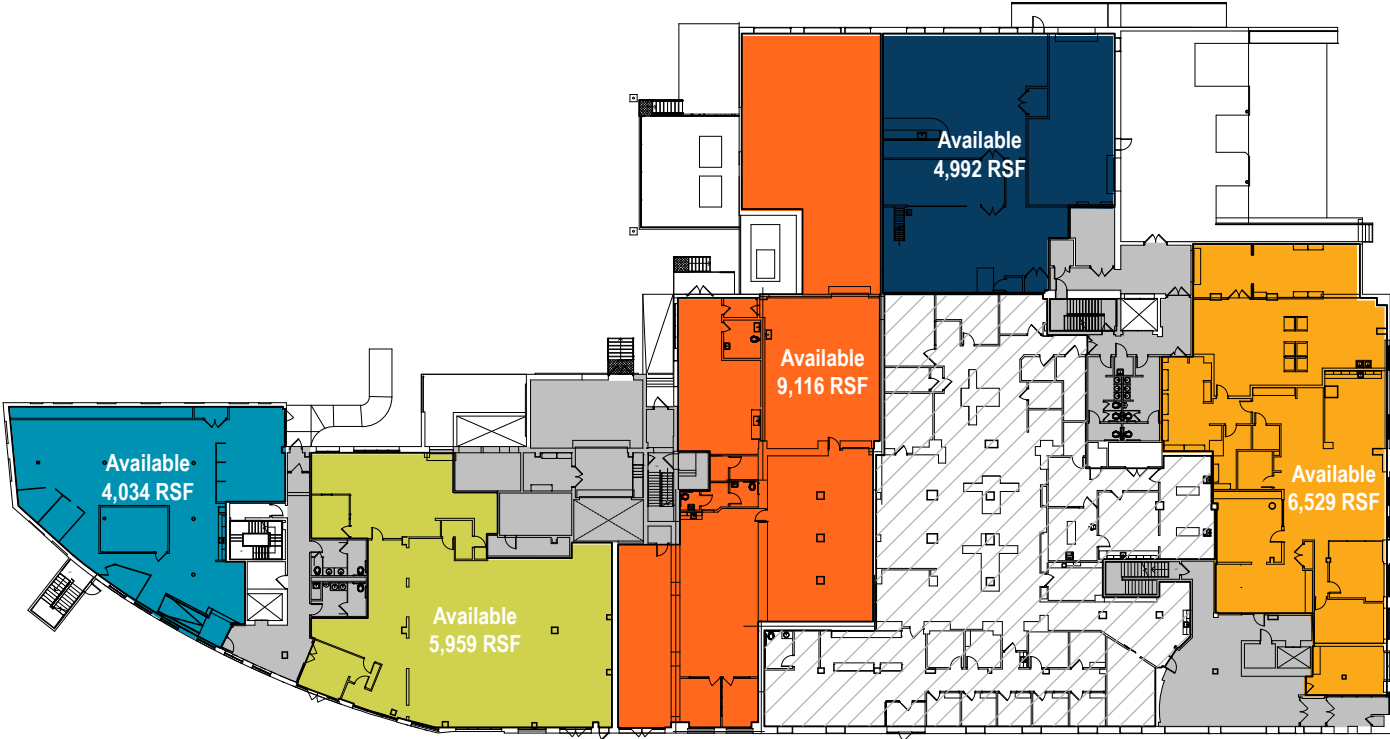 Available
4,992 RSF
Available
9,116 RSF
Available
4,034 RSF
Available
6,529 RSF
Available
5,959 RSF